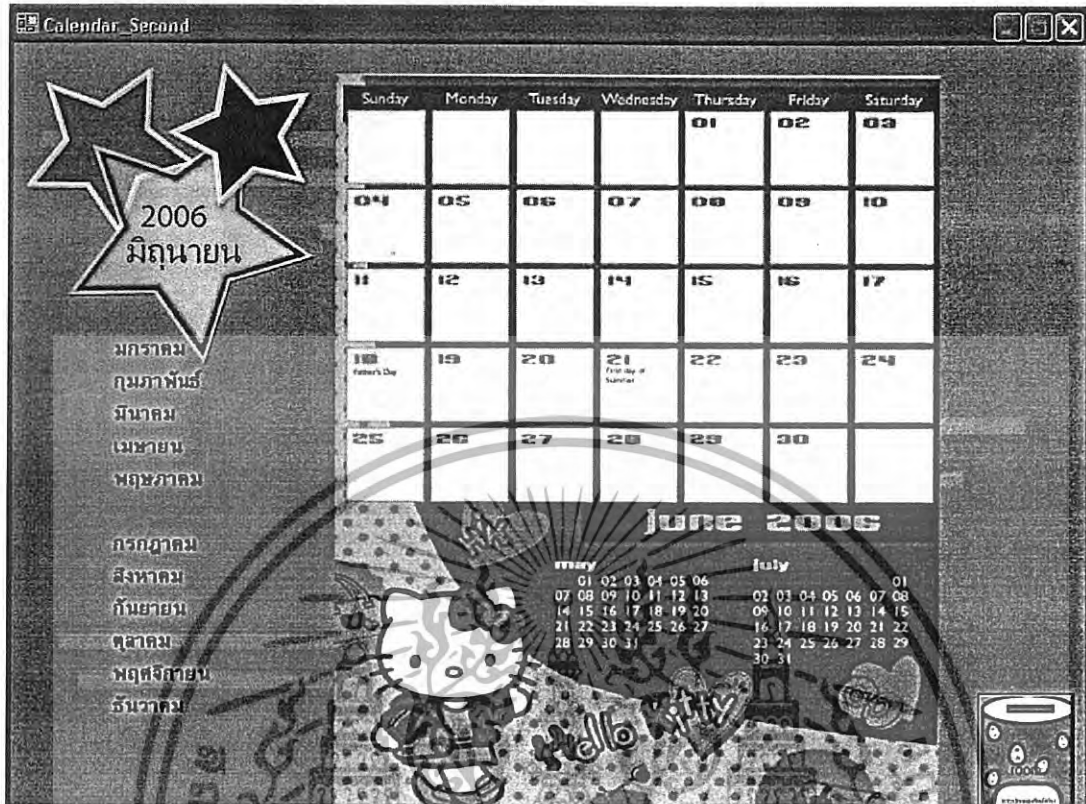 Calendar_Second
2006
มิถุนายน
มกราคม
กุมภาพันธ์
มีนาคม
เมษายน
พฤษภาคม
กรกฎาคม
สิงหาคม
กันยายน
ตุลาคม
พฤศจิกายน
ธันวาคม
Sunday Monday Tuesday Wednesday Thursday Friday Saturday
01 02 03
04 05 06 07 08 09 10
11 12 13 14 15 16 17
18 19 20 21 22 23 24
Father's Day
First day of
Summer
25 26 27 28 29 30
june 2006
may
01 02 03 04 05 06
07 08 09 10 11 12 13
14 15 16 17 18 19 20
21 22 23 24 25 26 27
28 29 30 31
july
01
02 03 04 05 06 07 08
09 10 11 12 13 14 15
16 17 18 19 20 21 22
23 24 25 26 27 28 29
30 31
Hello Kitty